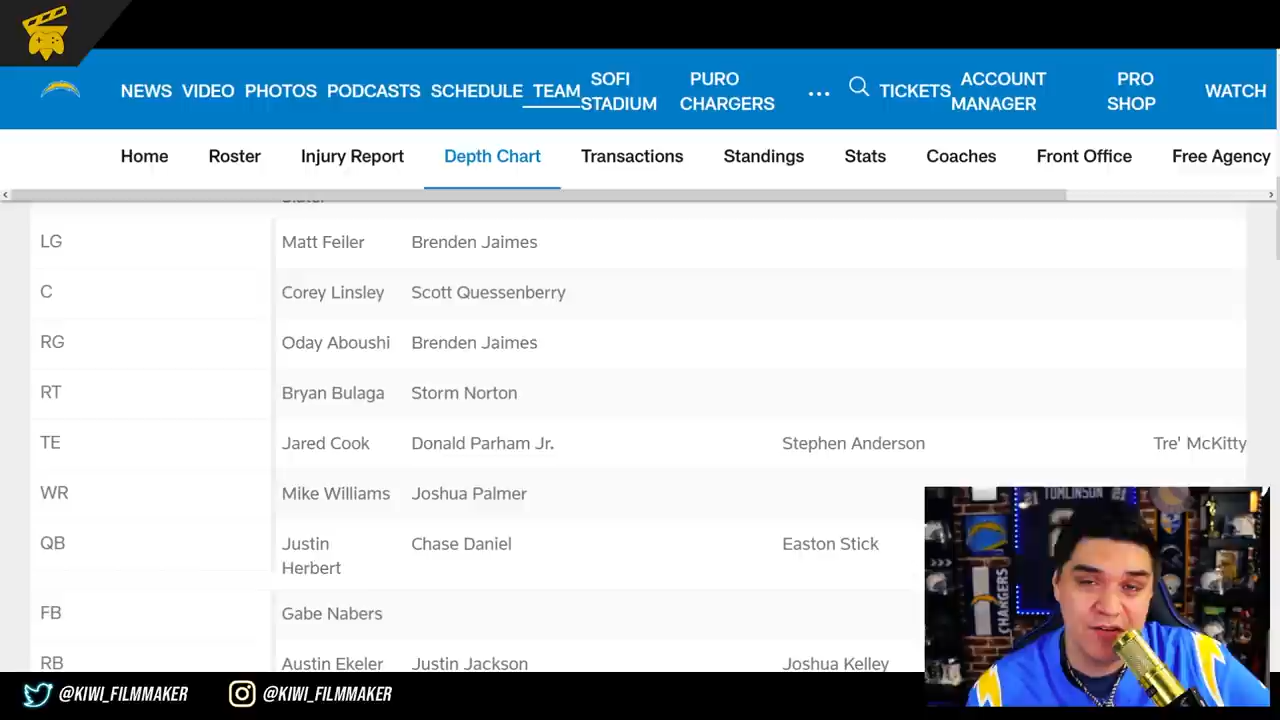 NEWS VIDEO PHOTOS PODCASTS SCHEDULE TEAM SOFI STADIUM PURO CHARGERS ... TICKETS ACCOUNT MANAGER PRO SHOP WATCH
Home Roster Injury Report Depth Chart Transactions Standings Stats Coaches Front Office Free Agency
LG Matt Feiler Brenden Jaimes
C Corey Linsley Scott Quessenberry
RG Oday Aboushi Brenden Jaimes
RT Bryan Bulaga Storm Norton
TE Jared Cook Donald Parham Jr. Stephen Anderson Tre' McKitty
WR Mike Williams Joshua Palmer
QB Justin Herbert Chase Daniel Easton Stick
FB Gabe Nabers
RB Austin Ekeler Justin Jackson Joshua Kelley
TOMLINSON 21
CHARGERS
@KIWI_FILMMAKER @KIWI_FILMMAKER